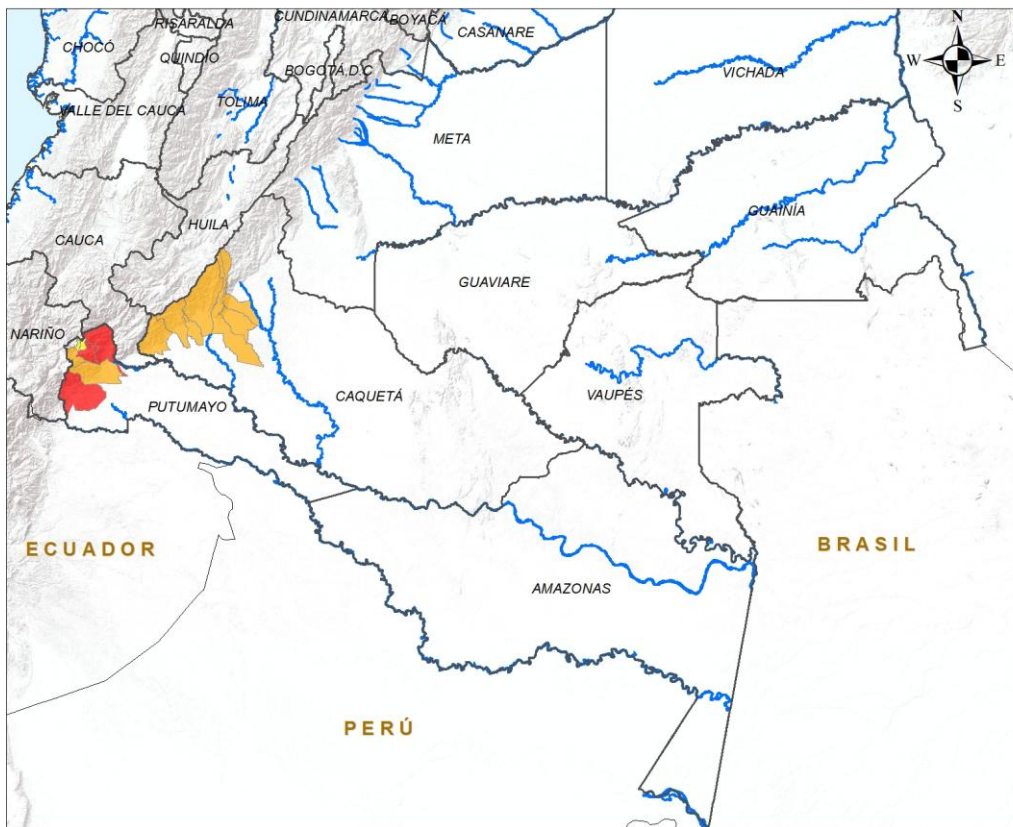 CUNDINAMARCA
BOYACÁ
RISARALDA
CASANARE
N
CHOCÓ
QUINDÍO
BOGOTÁ,D.C
W
E
VICHADA
S
TOLIMA
VALLE DEL CAUCA
META
GUAINÍA
HUILA
CAUCA
GUAVIARE
NARIÑO
CAQUETÁ
VAUPÉS
PUTUMAYO
ECUADOR
BRASIL
AMAZONAS
PERÚ